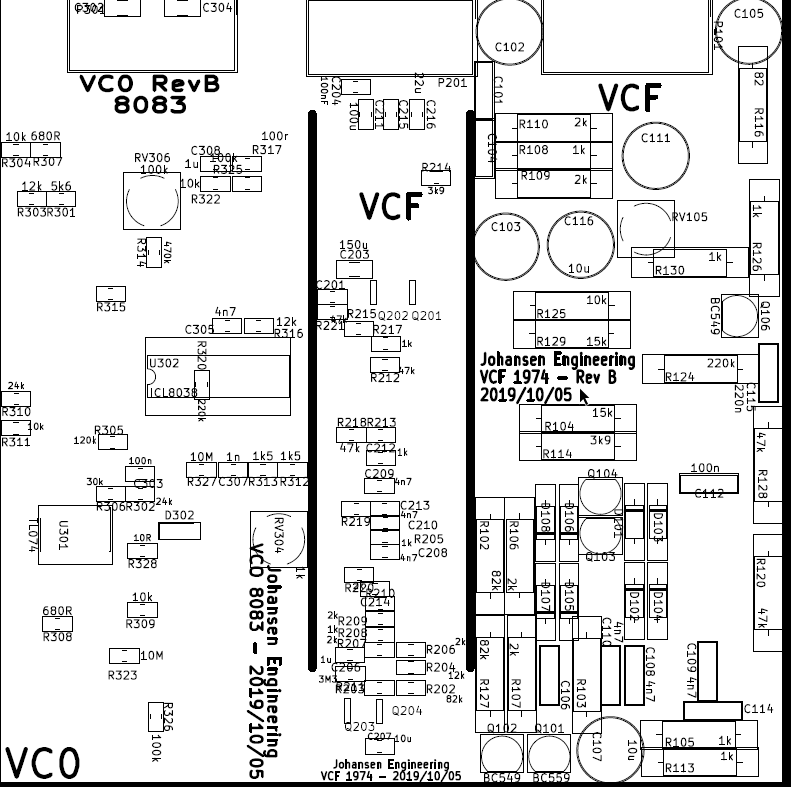 C302
C304
VCO RevB
8083
10k 680R
R304 R307
12k 5k6
R303 R301
RV306
100k
C308
1u
100k
R325
100r
R317
10k
R322
R314
470k
R315
4n7
C305
12k
R316
U302
ICL8038
R320
220k
24k
R310
10k
R311
R305
120k
100n
C303
30k
24k
R306 R302
10M 1n 1k5 1k5
R327 C307 R313 R312
TL074
U301
D302
10R
R328
RV304
1k
10k
R309
680R
R308
10M
R323
R326
100k
Johansen Engineering
VCO 8083 - 2019/10/05
VCO
100nF
C204
22u
P201
100u
C211
C215
C216
R214
3k9
VCF
150u
C203
C201
R221
47k
R215
Q202 Q201
R217
1k
R212
47k
R218 R213
47k
C212
1k
C209
4n7
R219
C213
4n7
C210
1k
R205
C208
4n7
R220
R210
C214
2k
R209
1k
R208
2k
R207
2k
R206
1u
C206
R204
12k
3M3
R211
R203
R202
82k
Q203
Q204
C207
10u
Johansen Engineering
VCF 1974 - 2019/10/05
C102
C101
C104
P101
C105
VCF
82
R116
R110 2k
R108 1k
R109 2k
C111
C103
C116
10u
RV105
1k
R126
R130 1k
10k
R125
R129 15k
BC549
Q106
Johansen Engineering
VCF 1974 - Rev B
2019/10/05
220k
R124
C115
220n
15k
R104
3k9
R114
47k
R128
100n
C112
Q104
Q103
D101
D103
D108
D106
R102
82k
R106
2k
D107
D105
D102
D104
R120
47k
82k
R127
2k
R107
C106
R103
C110
4n7
C108 4n7
C109 4n7
C114
Q102 Q101
BC549 BC559
C107
10u
R105 1k
R113 1k